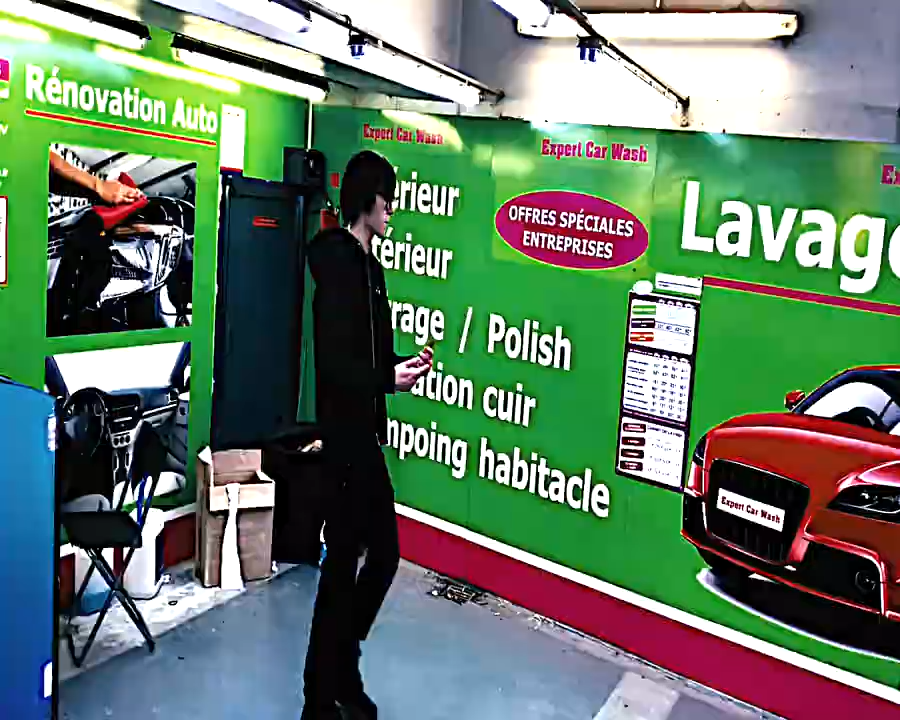 Rénovation Auto
Expert Car Wash
Expert Car Wash
érieur
térieur
rage / Polish
ation cuir
mpoing habitacle
OFFRES SPÉCIALES
ENTREPRISES
Lavage
Expert Car Wash